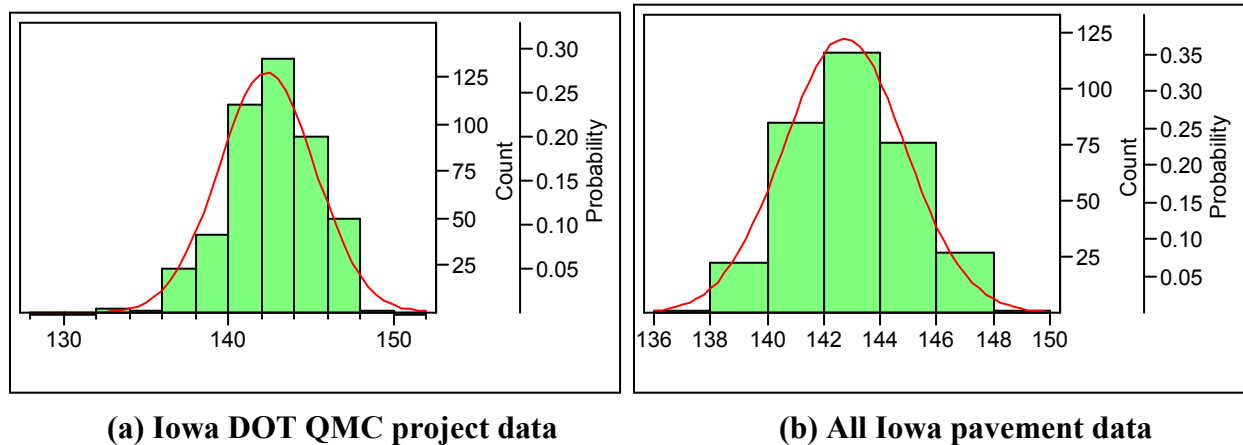 125
100
75
50
25
Count
0.30
0.25
0.20
0.15
0.10
0.05
Probability
130 140 150
125
100
75
50
25
Count
0.35
0.30
0.25
0.20
0.15
0.10
0.05
Probability
136 138 140 142 144 146 148 150
(a) Iowa DOT QMC project data
(b) All Iowa pavement data